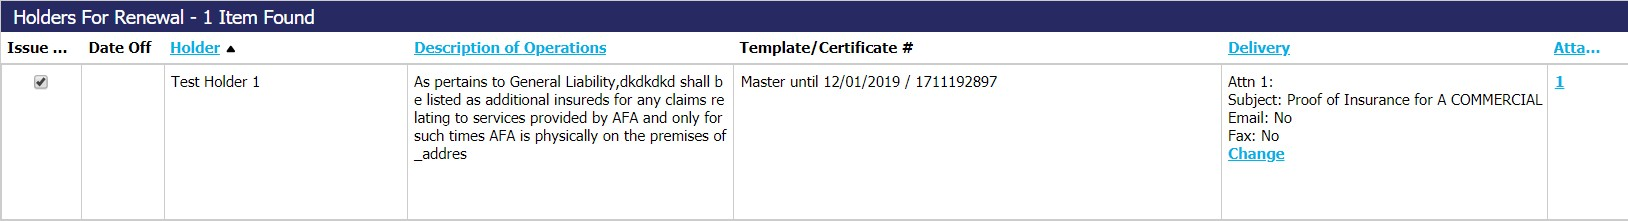 Holders For Renewal - 1 Item Found
Issue ... Date Off Holder ▲ Description of Operations Template/Certificate # Delivery Atta...
Test Holder 1
As pertains to General Liability,dkdkdkd shall b
e listed as additional insureds for any claims re
lating to services provided by AFA and only for
such times AFA is physically on the premises of
_addres
Master until 12/01/2019 / 1711192897
Attn 1:
Subject: Proof of Insurance for A COMMERCIAL
Email: No
Fax: No
Change
1